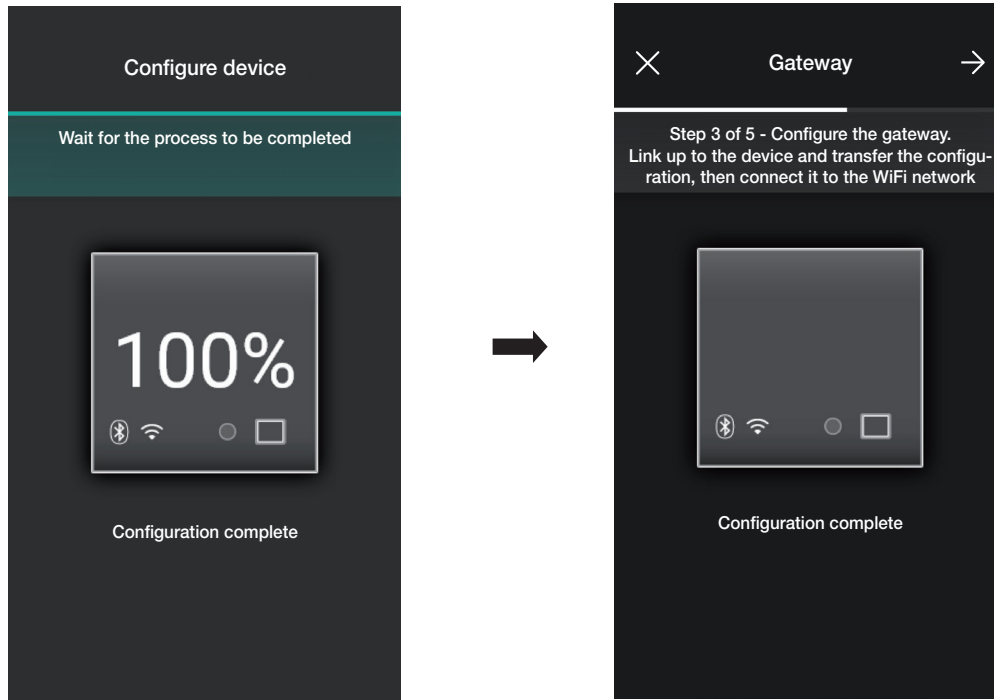 Configure device
Wait for the process to be completed
100%
Configuration complete
Gateway
Step 3 of 5 - Configure the gateway.
Link up to the device and transfer the configu-
ration, then connect it to the WiFi network
Configuration complete